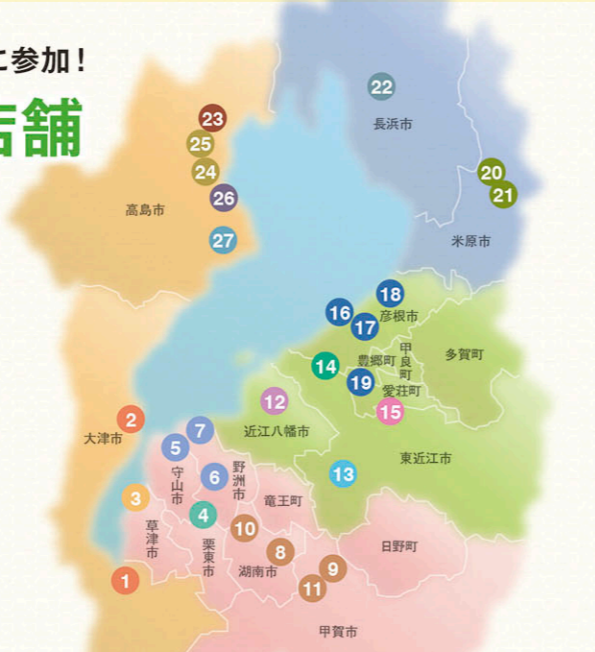 に参加！
店舗
22
長浜市
23
25
24
20
21
26
高島市
27
米原市
18
16
彦根市
17
甲良町
豊郷町
多賀町
14
19
愛荘町
12
15
2
7
近江八幡市
大津市
5
東近江市
守山市
野洲市
6
13
3
竜王町
4
草津市
10
栗東市
日野町
8
湖南市
9
1
11
甲賀市